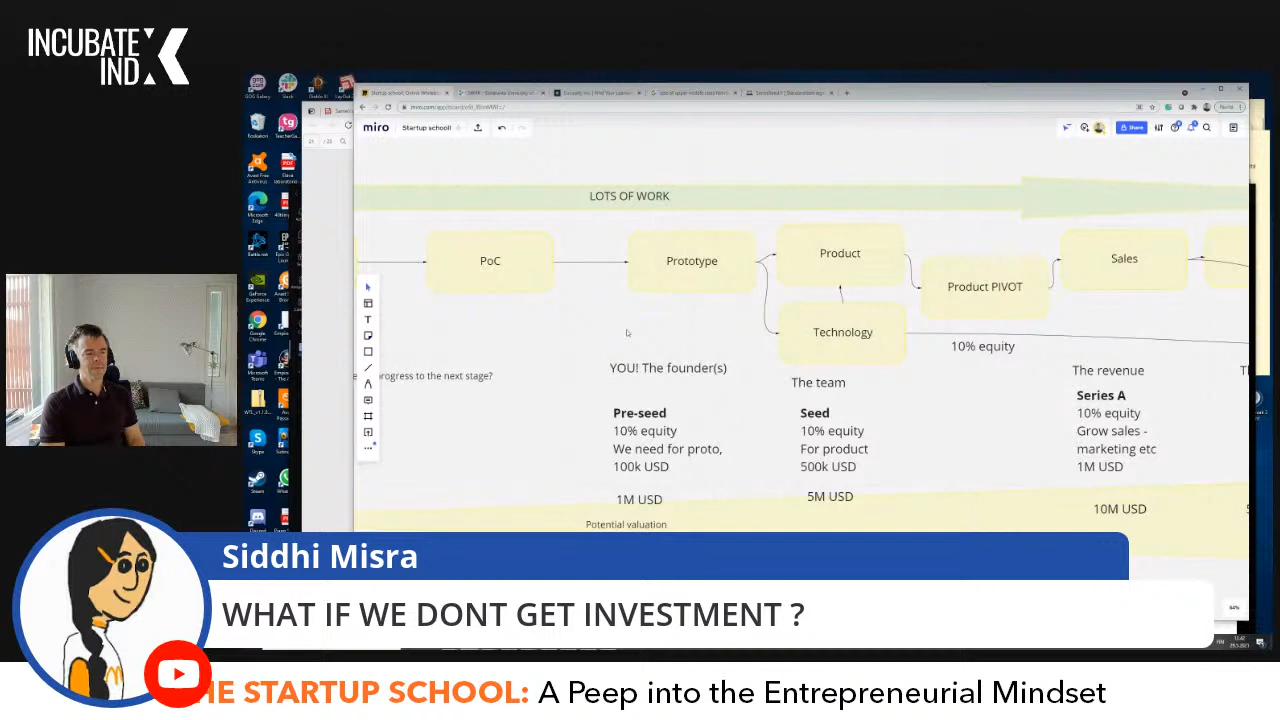 INCUBATE
IND
miro
Startup school!
Share
LOTS OF WORK
PoC
Prototype
Product
Product PIVOT
Sales
Technology
10% equity
progress to the next stage?
YOU! The founder(s)
The team
The revenue
Pre-seed
10% equity
We need for proto,
100k USD
Seed
10% equity
For product
500k USD
Series A
10% equity
Grow sales -
marketing etc
1M USD
1M USD
5M USD
10M USD
Potential valuation
64%
Siddhi Misra
WHAT IF WE DONT GET INVESTMENT ?
HE STARTUP SCHOOL: A Peep into the Entrepreneurial Mindset